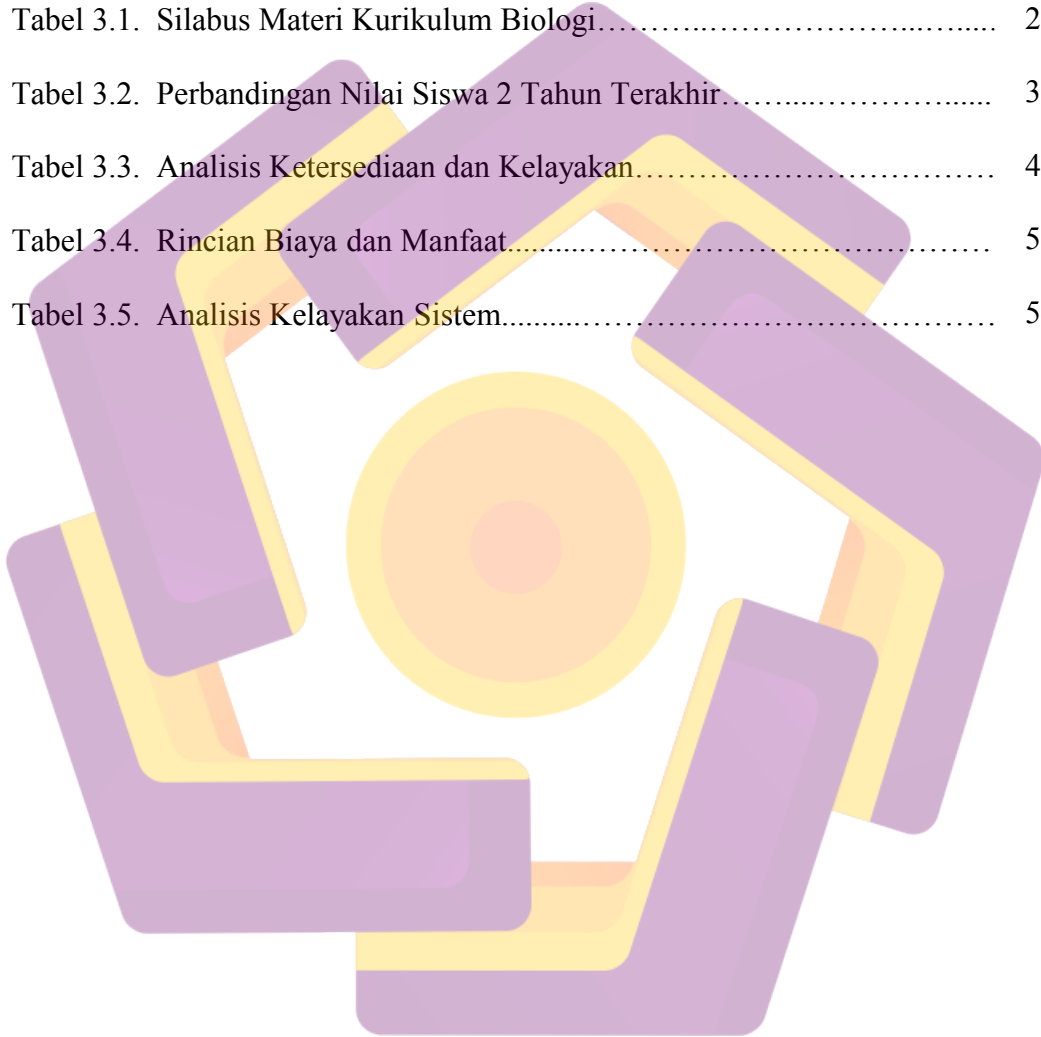 Tabel 3.1. Silabus Materi Kurikulum Biologi……….………………...….... 2
Tabel 3.2. Perbandingan Nilai Siswa 2 Tahun Terakhir……....…………...... 3
Tabel 3.3. Analisis Ketersediaan dan Kelayakan…………………………… 4
Tabel 3.4. Rincian Biaya dan Manfaat..........………………………………… 5
Tabel 3.5. Analisis Kelayakan Sistem..........………………………………… 5